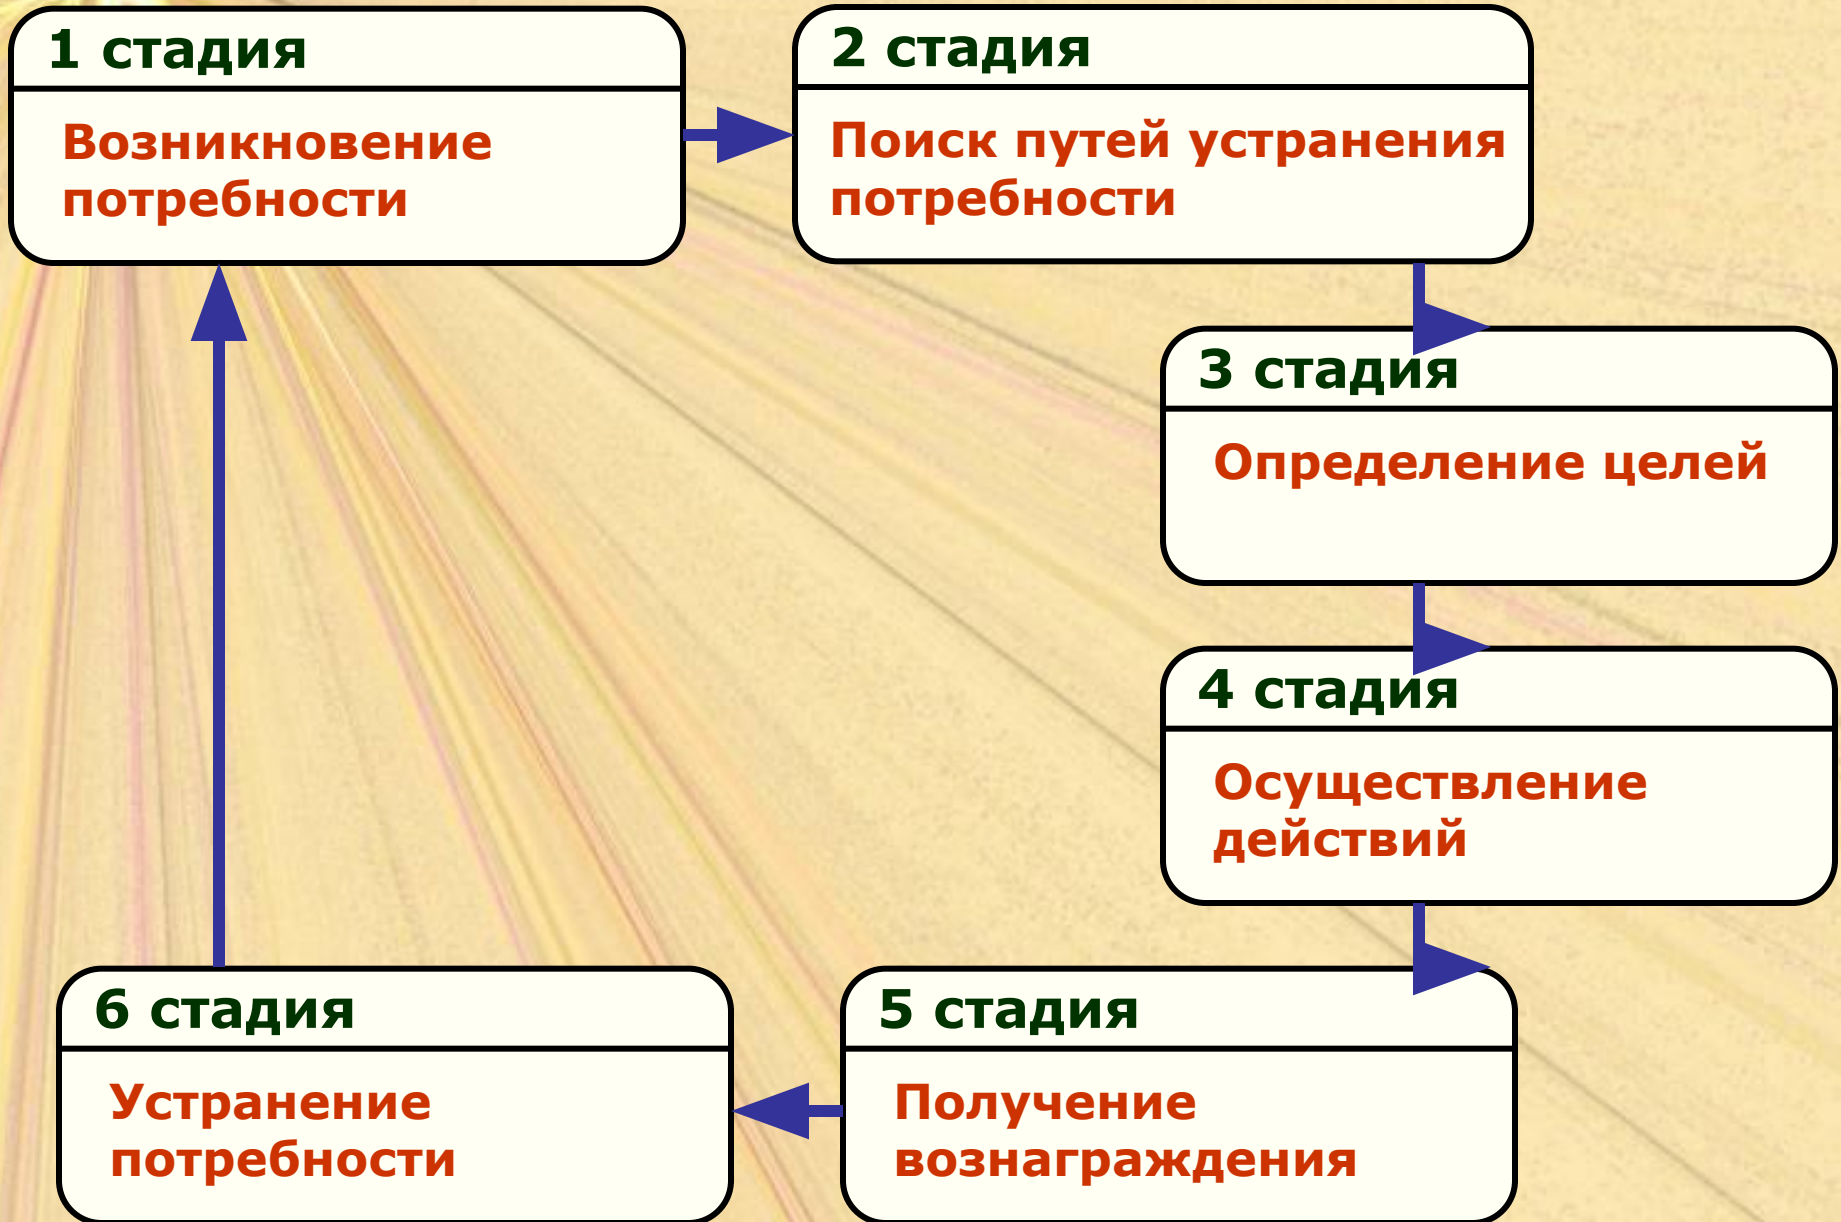 1 стадия
Возникновение
потребности
2 стадия
Поиск путей устранения
потребности
3 стадия
Определение целей
4 стадия
Осуществление
действий
5 стадия
Получение
вознаграждения
6 стадия
Устранение
потребности